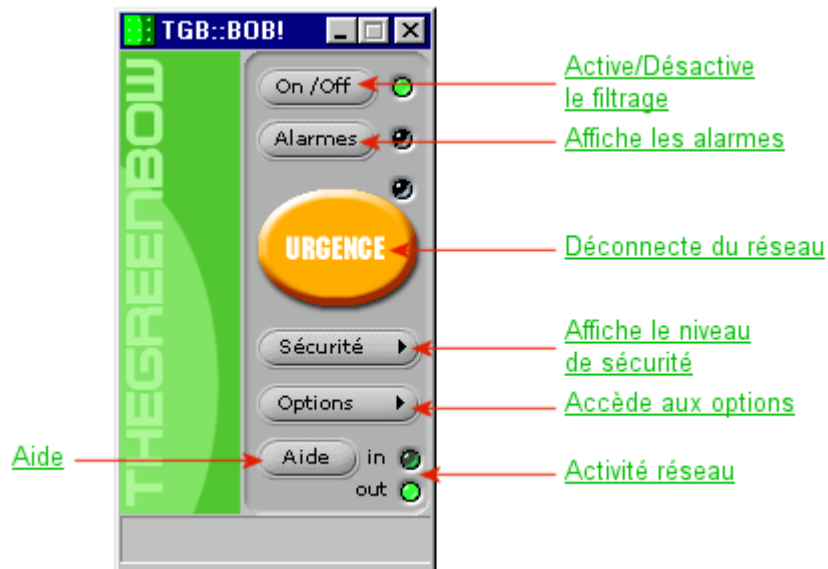 TGB::BOB!
THEGREENBOW
On /Off
Active/Désactive
le filtrage
Alarmes
Affiche les alarmes
URGENCE
Déconnecte du réseau
Sécurité
Affiche le niveau
de sécurité
Options
Accède aux options
Aide
Aide
in
out
Activité réseau